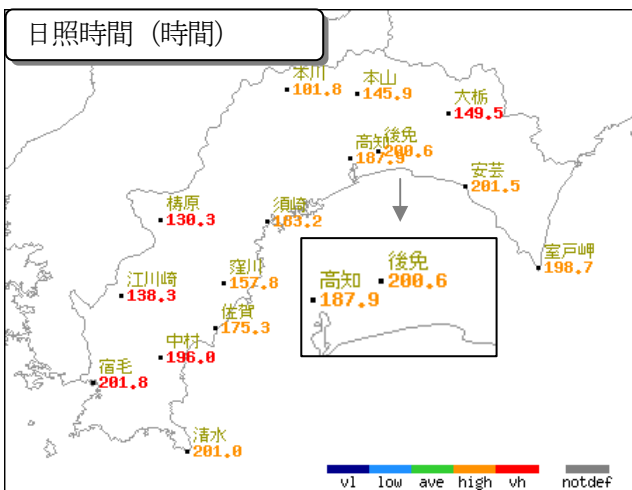 日照時間（時間）
本川
101.8
本山
145.9
大栃
149.5
高知
187.9
後免
200.6
安芸
201.5
梼原
130.3
須崎
183.2
室戸岬
198.7
江川崎
138.3
窪川
157.8
後免
200.6
高知
187.9
佐賀
175.3
中村
196.0
宿毛
201.8
清水
201.0
vl low ave high vh notdef